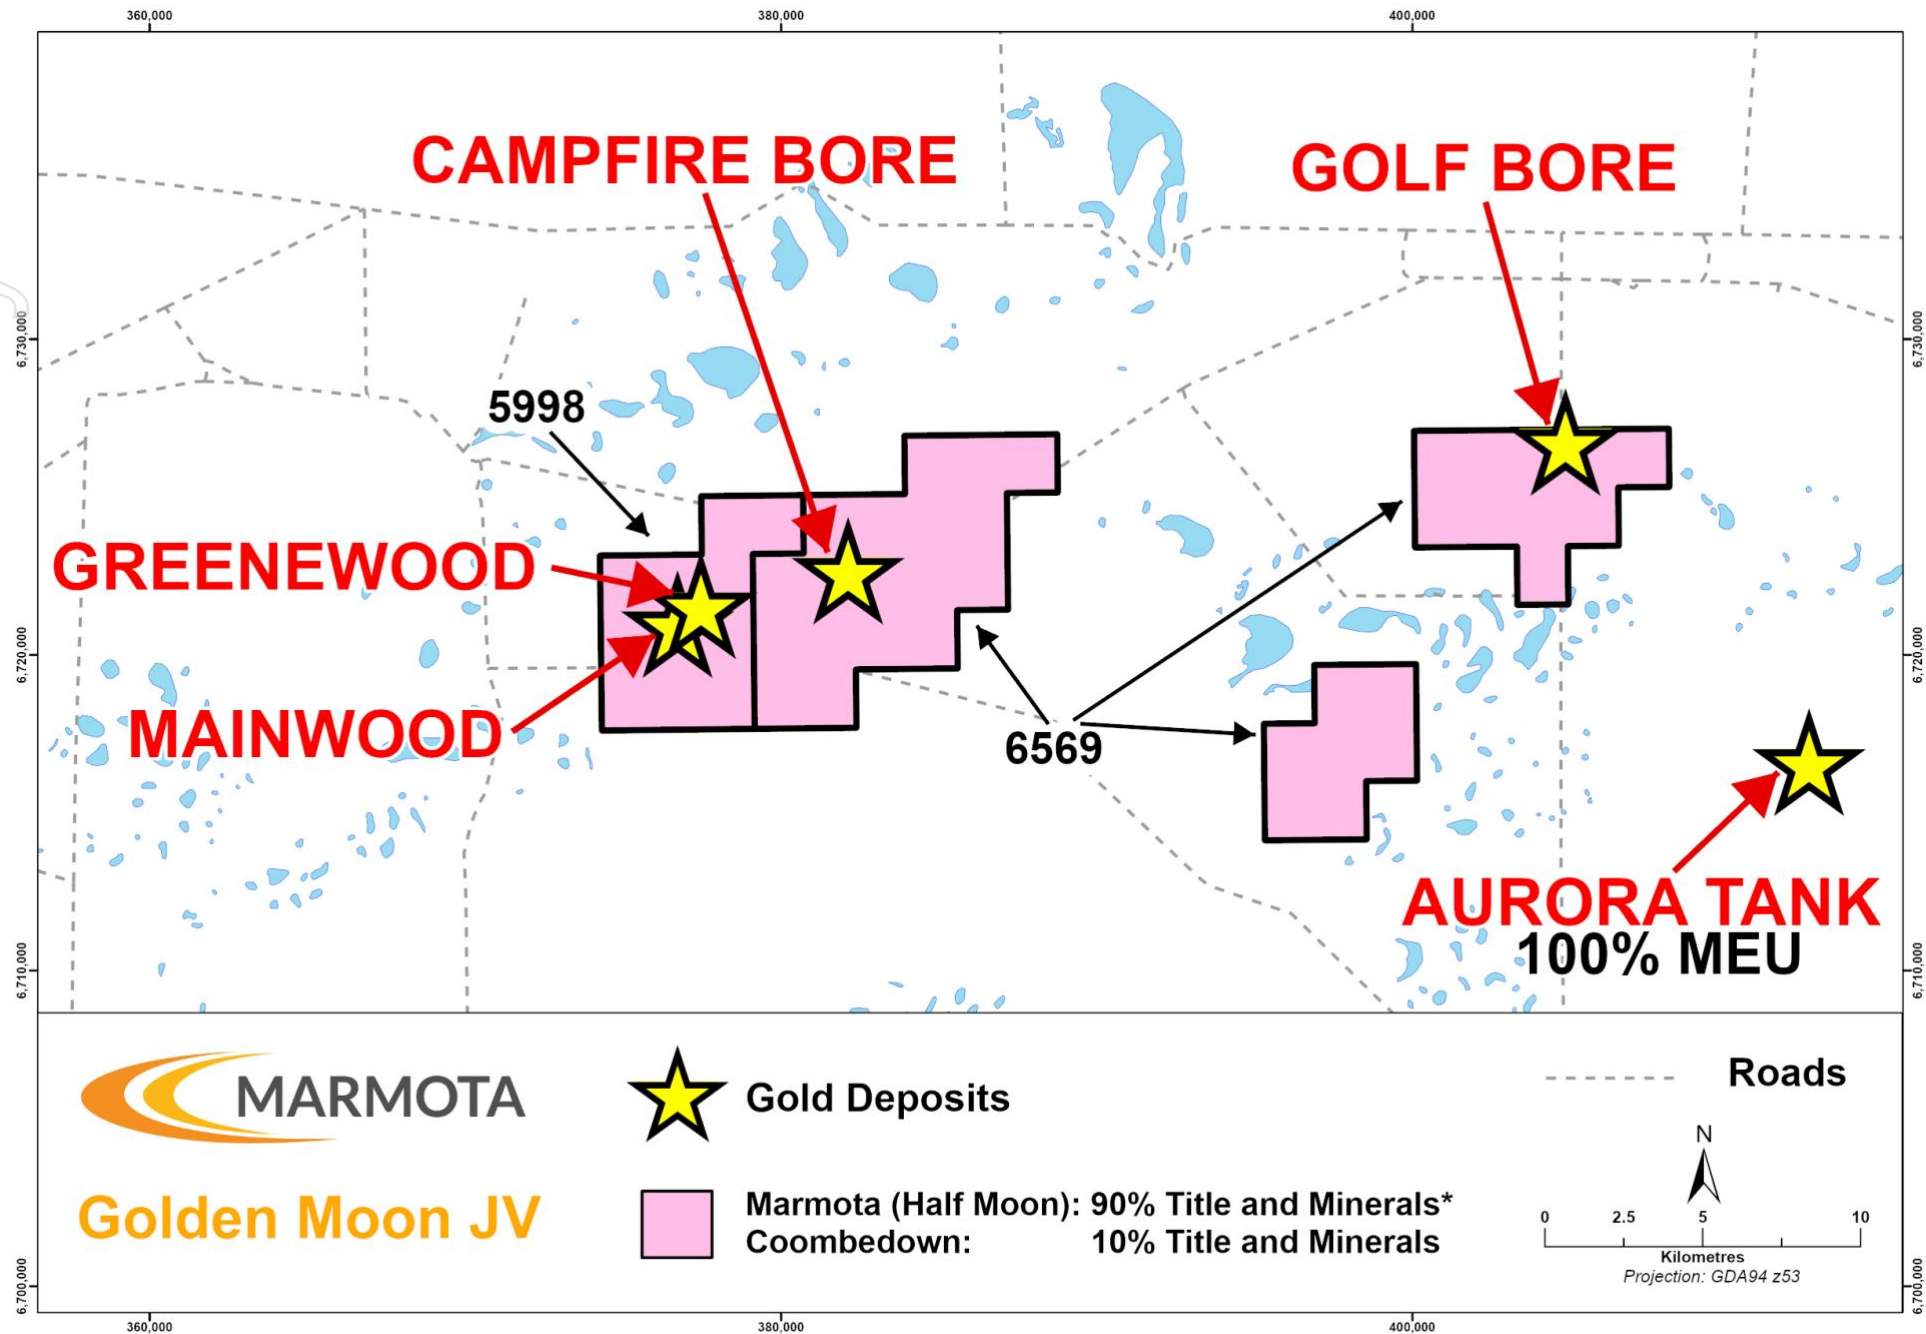 360,000
380,000
400,000
CAMPFIRE BORE
GOLF BORE
6,730,000
6,730,000
5998
GREENEWOOD
6,720,000
6,720,000
MAINWOOD
6569
AURORA TANK
100% MEU
6,710,000
6,710,000
MARMOTA
Gold Deposits
Roads
N
Golden Moon JV
Marmota (Half Moon): 90% Title and Minerals*
Coombedown: 10% Title and Minerals
0 2.5 5 10
Kilometres
Projection: GDA94 z53
6,700,000
6,700,000
360,000
380,000
400,000